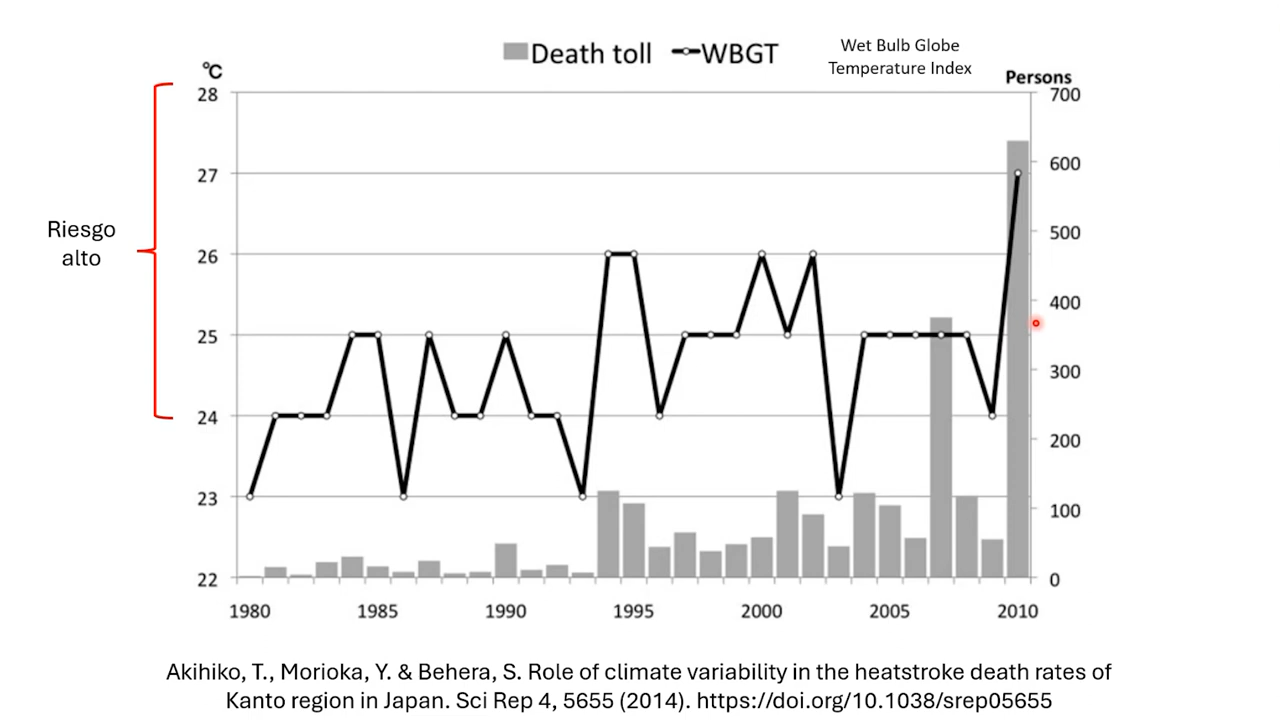 Death toll
WBGT
Wet Bulb Globe
Temperature Index
°C
Persons
28
27
26
25
24
23
22
700
600
500
400
300
200
100
0
Riesgo
alto
1980 1985 1990 1995 2000 2005 2010
Akihiko, T., Morioka, Y. & Behera, S. Role of climate variability in the heatstroke death rates of
Kanto region in Japan. Sci Rep 4, 5655 (2014). https://doi.org/10.1038/srep05655